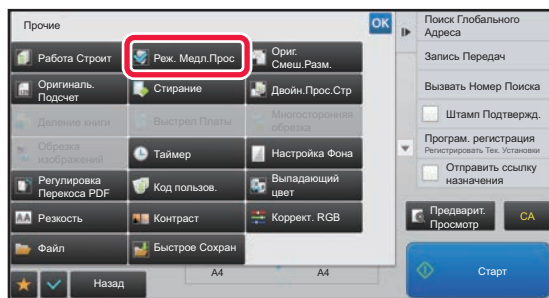 Прочие
OK
Работа Строит
Реж. Медл.Прос
Ориг.
Смеш.Разм.
Оригиналь.
Подсчет
Стирание
Двойн.Прос.Стр
Деление книги
Выстрел Платы
Многосторонняя
обрезка
Обрезка
изображений
Таймер
Настройка Фона
Регулировка
Перекоса PDF
Код пользов.
Выпадающий
цвет
Резкость
Контраст
Коррект. RGB
Файл
Быстрое Сохран
Назад
A4
A4
Поиск Глобального
Адреса
Запись Передач
Вызвать Номер Поиска
Штамп Подтвержд.
Програм. регистрация
Регистрировать Тек. Установки
Отправить ссылку
назначения
Предварит.
Просмотр
CA
Старт